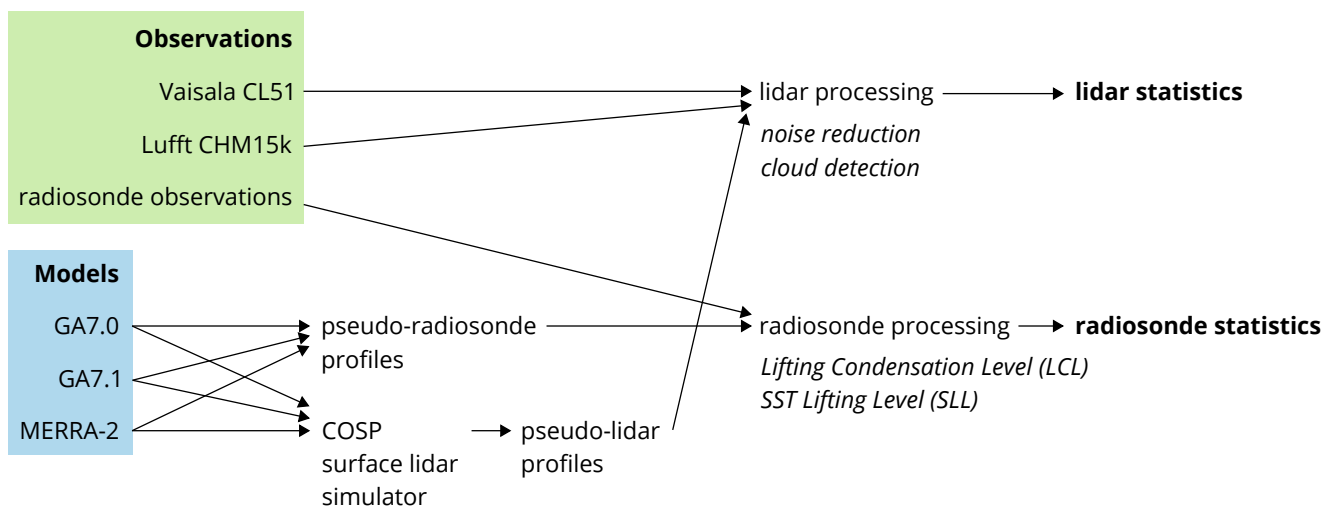 Observations
Vaisala CL51
Lufft CHM15k
radiosonde observations
lidar processing
noise reduction
cloud detection
lidar statistics
Models
GA7.0
GA7.1
MERRA-2
pseudo-radiosonde
profiles
COSP
surface lidar
simulator
pseudo-lidar
profiles
radiosonde processing
Lifting Condensation Level (LCL)
SST Lifting Level (SLL)
radiosonde statistics